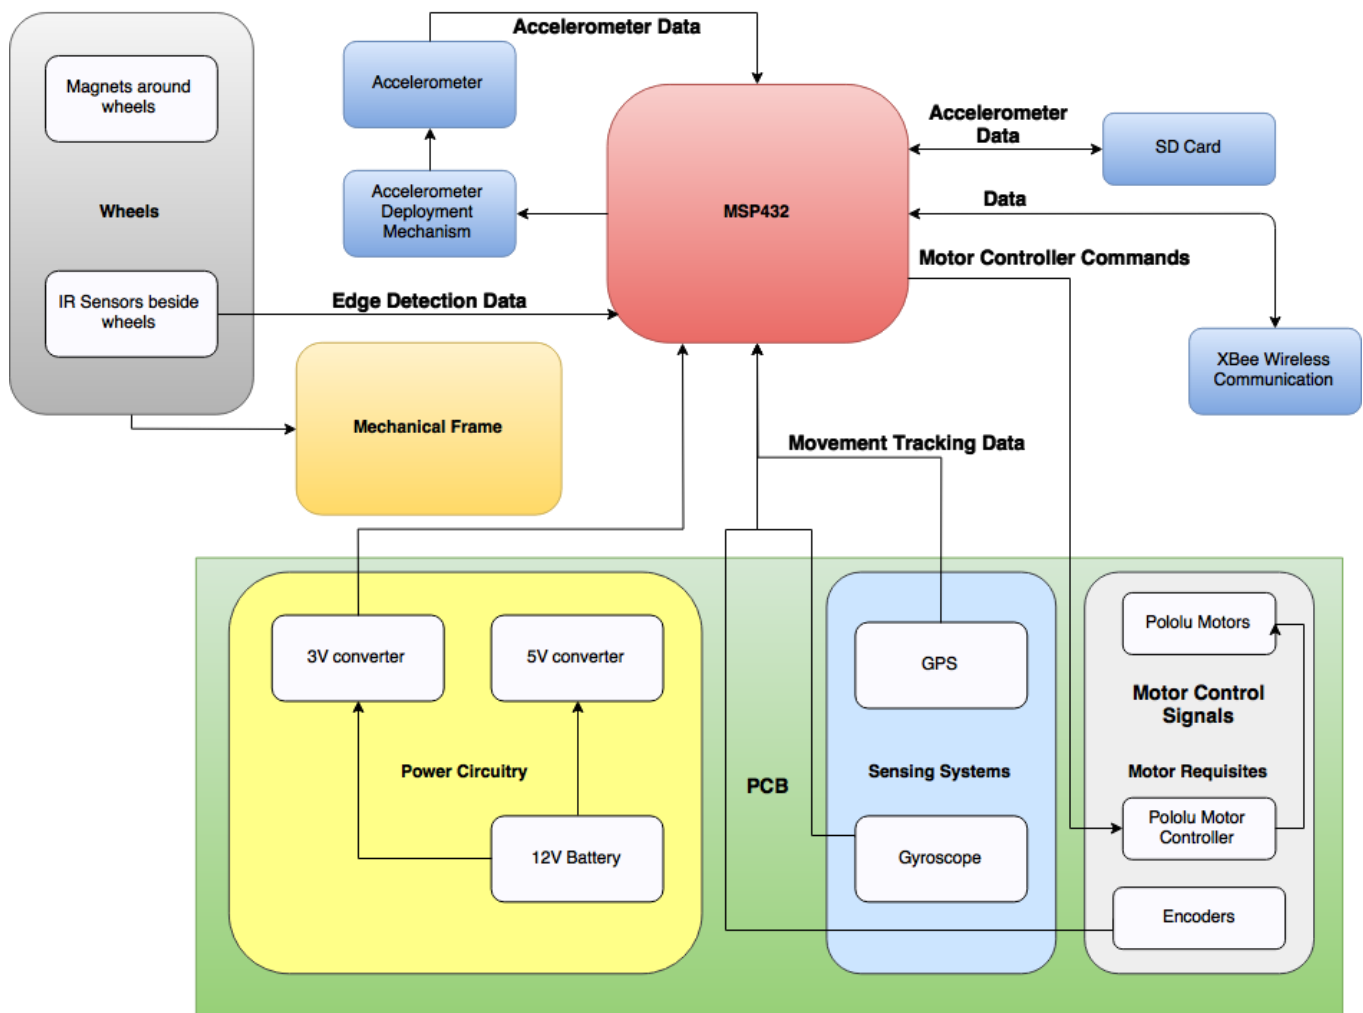 Accelerometer Data
Magnets around
wheels
Accelerometer
Accelerometer
Data
SD Card
Wheels
Accelerometer
Deployment
Mechanism
MSP432
Data
Motor Controller Commands
IR Sensors beside
wheels
Edge Detection Data
XBee Wireless
Communication
Mechanical Frame
Movement Tracking Data
3V converter
5V converter
GPS
Pololu Motors
Motor Control
Signals
Power Circuitry
PCB
Sensing Systems
Motor Requisites
12V Battery
Gyroscope
Pololu Motor
Controller
Encoders